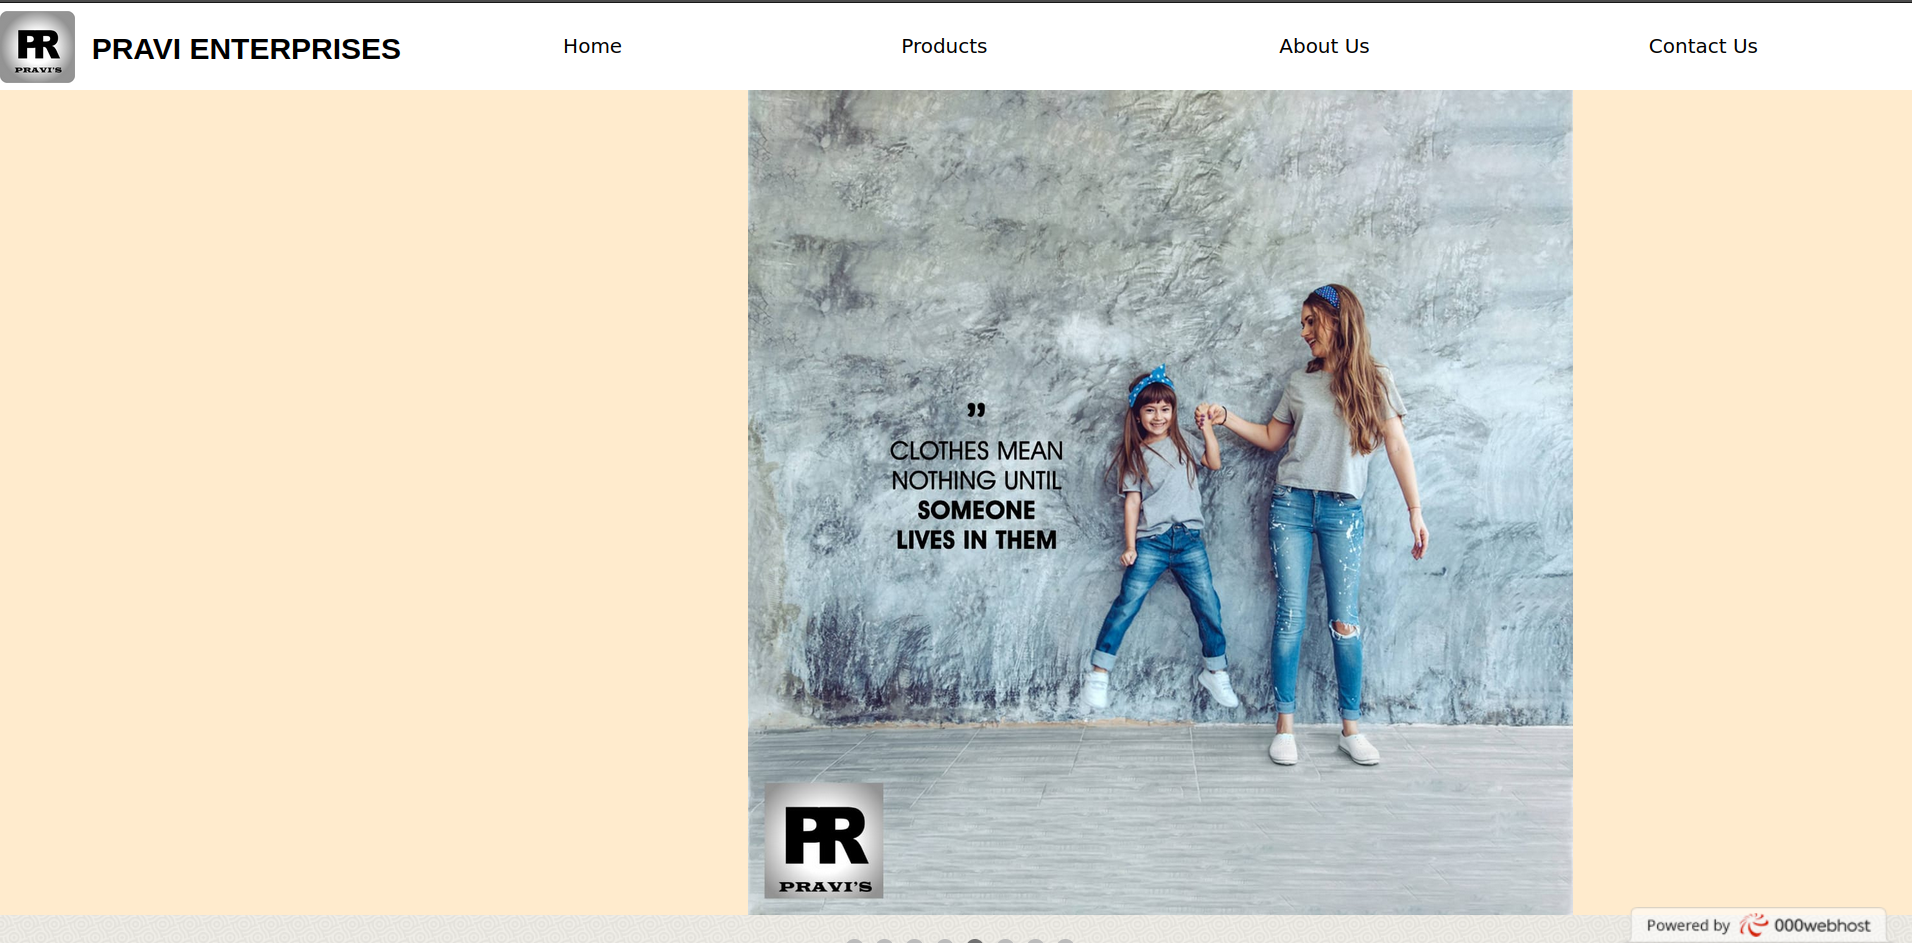 PR
PRAVI'S
PRAVI ENTERPRISES
Home
Products
About Us
Contact Us
”
CLOTHES MEAN
NOTHING UNTIL
SOMEONE
LIVES IN THEM
PR
PRAVI'S
Powered by 000webhost